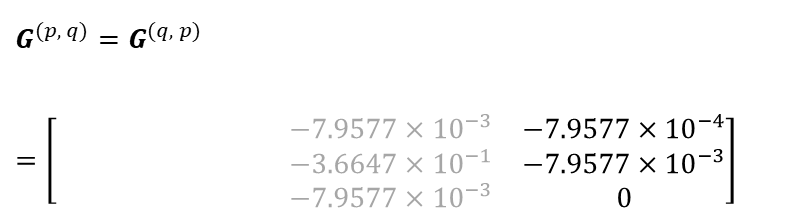 G(p, q) = G(q, p)
= [ −7.9577 × 10⁻³ −7.9577 × 10⁻⁴ ]
−3.6647 × 10⁻¹ −7.9577 × 10⁻³
−7.9577 × 10⁻³ 0